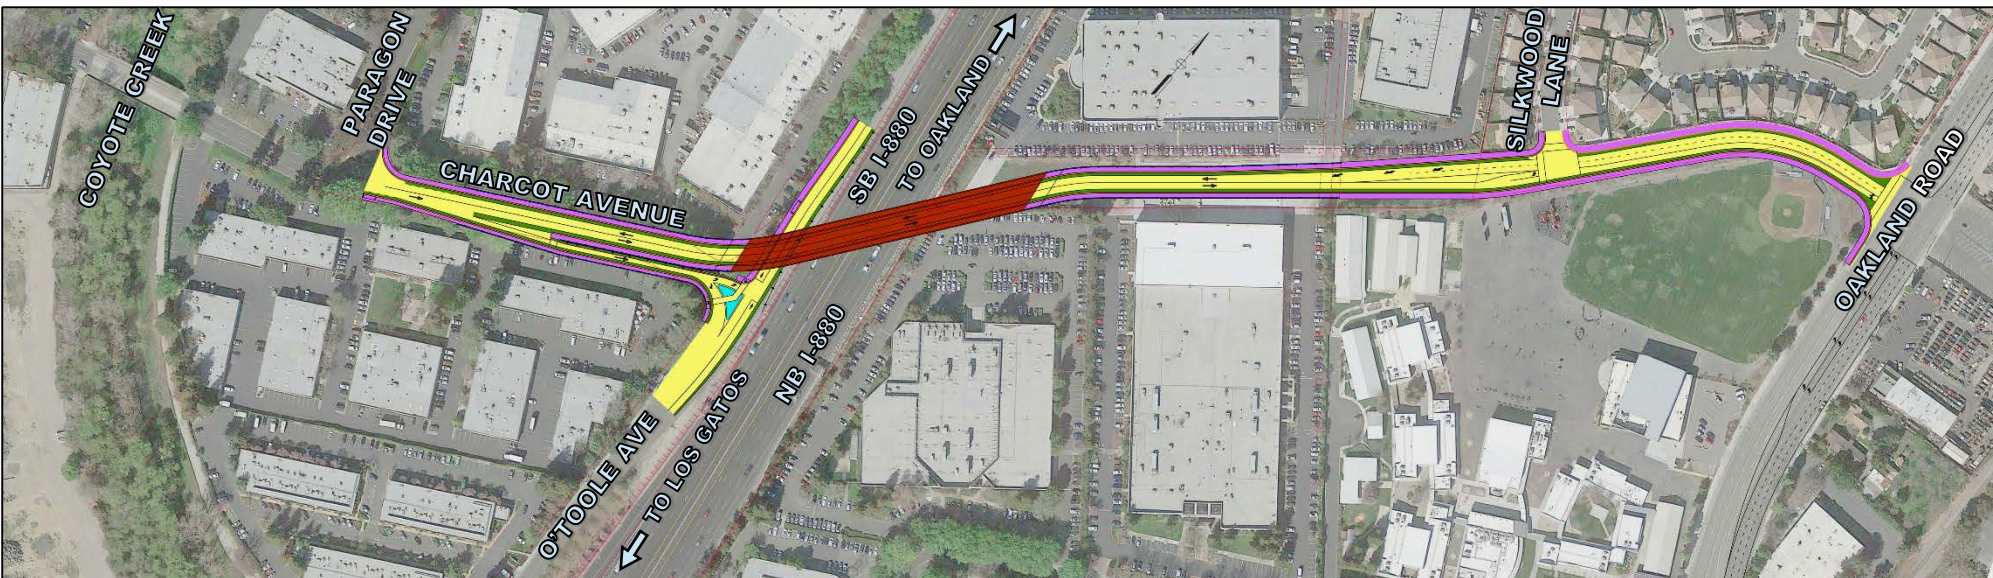 COYOTE CREEK
PARAGON
DRIVE
CHARCOT AVENUE
SB I-880
TO OAKLAND
SILKWOOD
LANE
OAKLAND ROAD
NB I-880
TO LOS GATOS
O'TOOLE AVE